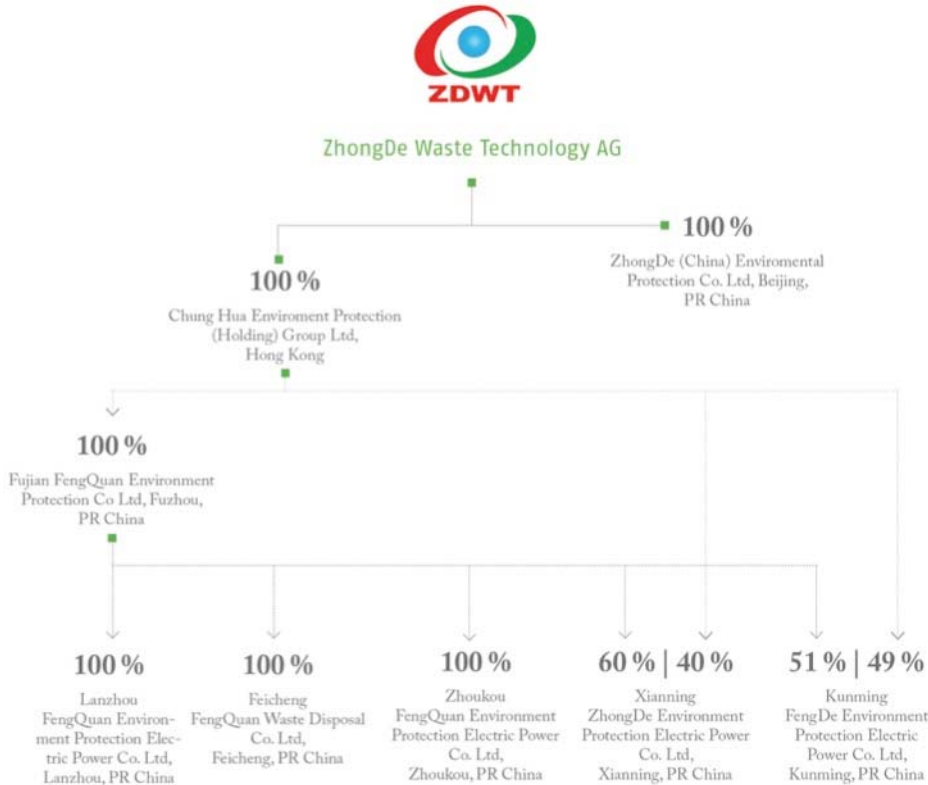 ZDWT
ZhongDe Waste Technology AG
100 %
ZhongDe (China) Enviromental
Protection Co. Ltd, Beijing,
PR China
100 %
Chung Hua Enviroment Protection
(Holding) Group Ltd,
Hong Kong
100 %
Fujian FengQuan Environment
Protection Co Ltd, Fuzhou,
PR China
100 %
Lanzhou
FengQuan Environ-
ment Protection Elec-
tric Power Co. Ltd,
Lanzhou, PR China
100 %
Feicheng
FengQuan Waste Disposal
Co. Ltd,
Feicheng, PR China
100 %
Zhoukou
FengQuan Environment
Protection Electric Power
Co. Ltd,
Zhoukou, PR China
60 % | 40 %
Xianning
ZhongDe Environment
Protection Electric Power
Co. Ltd,
Xianning, PR China
51 % | 49 %
Kunming
FengDe Environment
Protection Electric
Power Co. Ltd,
Kunming, PR China